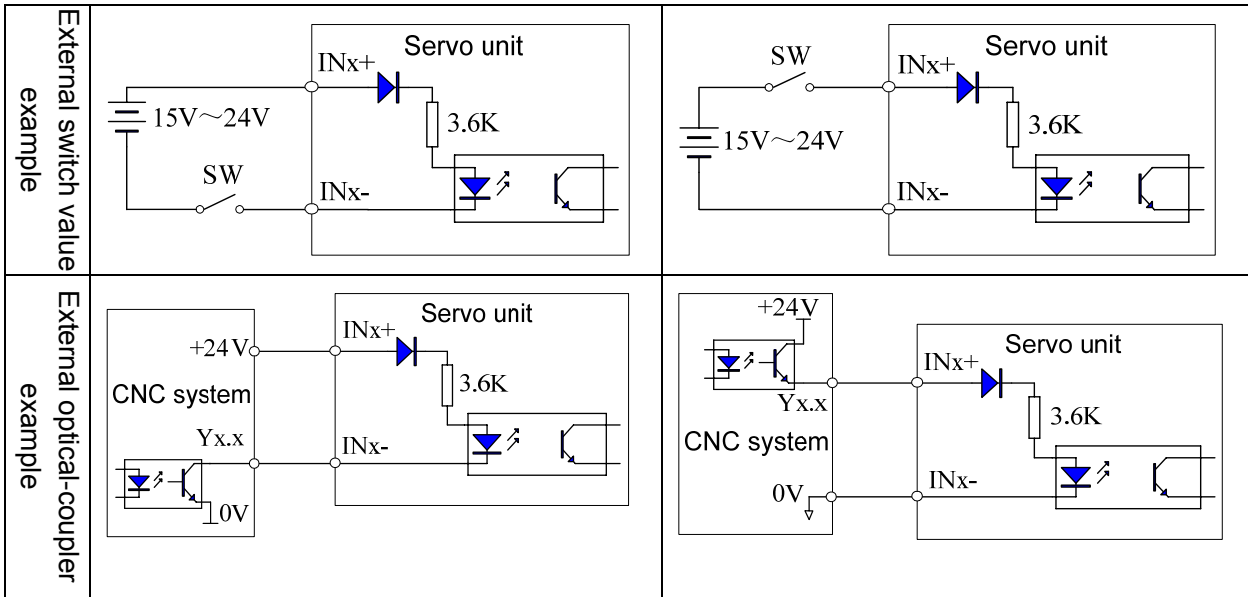 External switch value
example
Servo unit
INx+
15V～24V
3.6K
SW
INx-
Servo unit
SW
INx+
3.6K
15V～24V
INx-
External optical-coupler
example
Servo unit
INx+
+24V
3.6K
CNC system
Yx.x
INx-
0V
+24V
Servo unit
INx+
Yx.x
3.6K
CNC system
INx-
0V